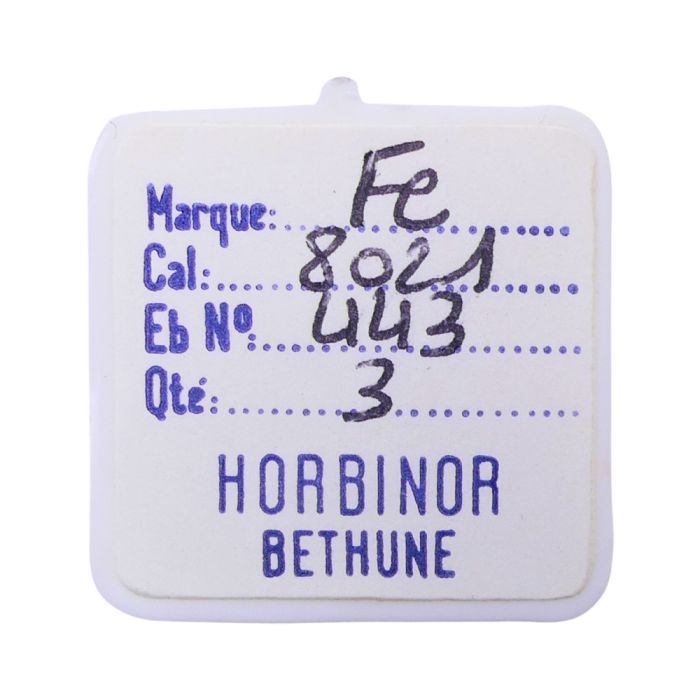 Marque: Fe
Cal: 8021
Eb Nº: 443
Qté: 3
HORBINOR
BETHUNE